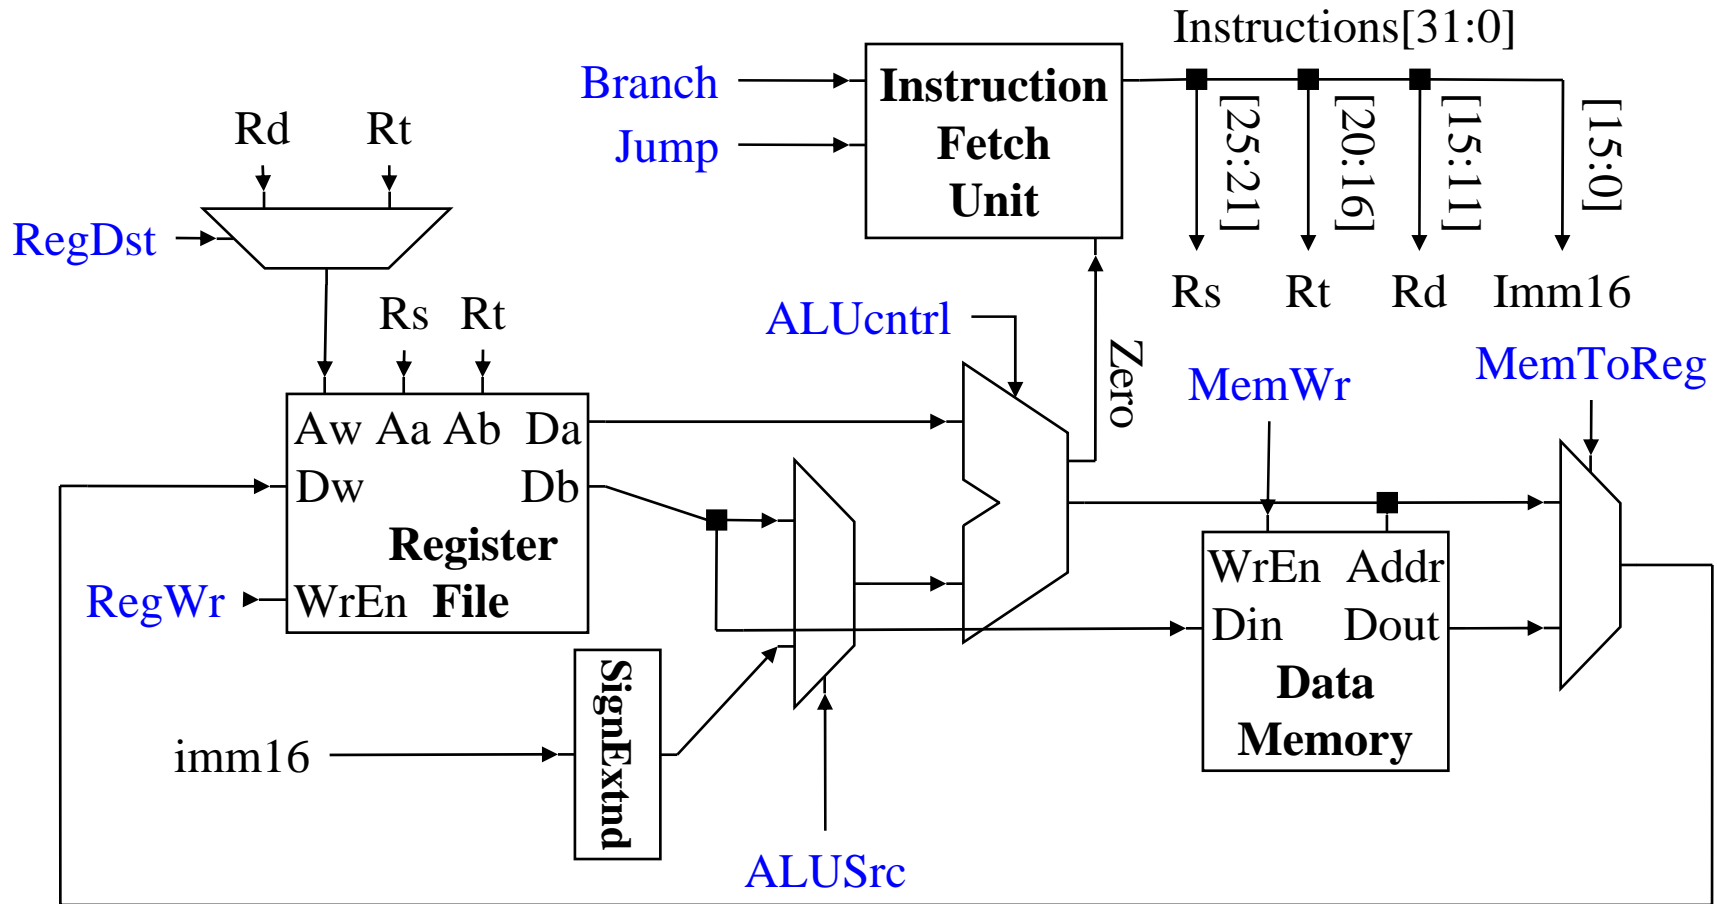 Instructions[31:0]
Branch
Jump
Instruction
Fetch
Unit
[25:21]
[20:16]
[15:11]
[15:0]
Rd
Rt
RegDst
Rs
Rt
Rs
Rt
Rd
Imm16
ALUcntrl
Zero
MemWr
MemToReg
Aw Aa Ab Da
Dw Db
Register
File
RegWr
WrEn
WrEn Addr
Din Dout
Data
Memory
SignExtnd
imm16
ALUSrc